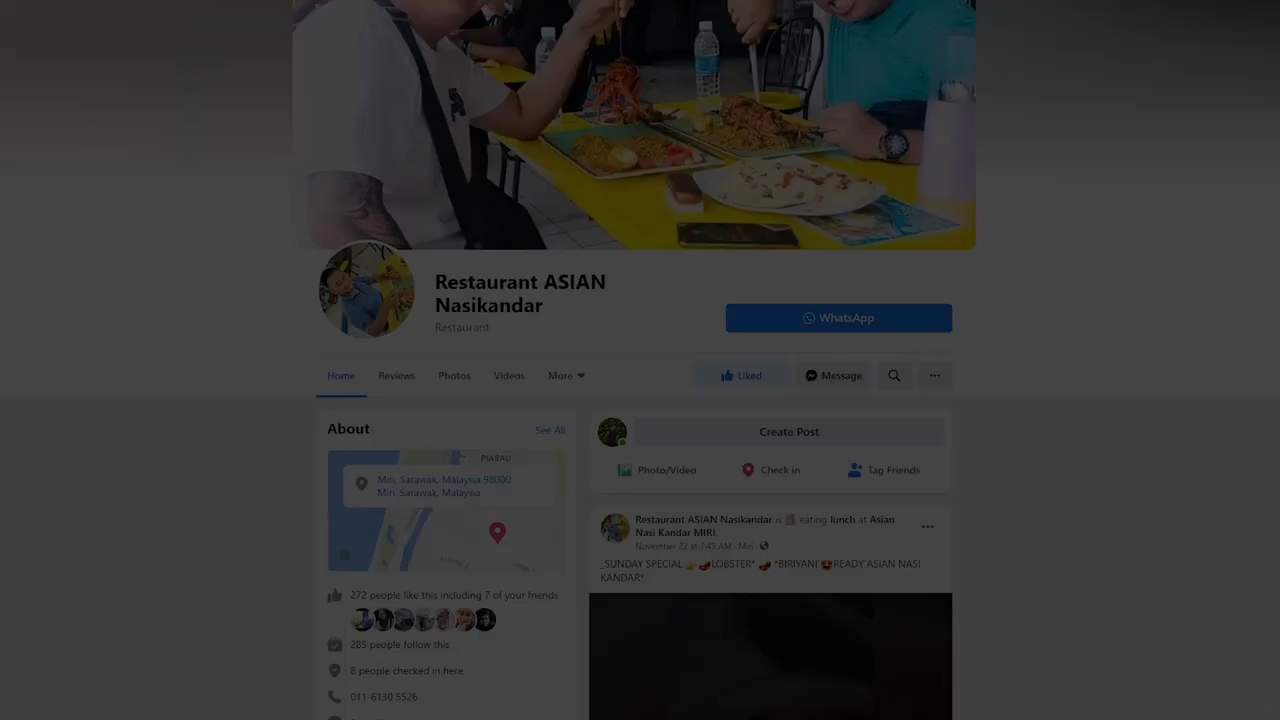 Restaurant ASIAN
Nasikandar
Restaurant
WhatsApp
Home Reviews Photos Videos More
Liked Message
About See All
PIASAU
Miri, Sarawak, Malaysia 98000
Miri, Sarawak, Malaysia
272 people like this including 7 of your friends
285 people follow this
8 people checked in here
011-6130 5526
Create Post
Photo/Video Check in Tag Friends
Restaurant ASIAN Nasikandar is eating lunch at Asian
Nasi Kandar MIRI.
November 22 at 7:43 AM · Miri ·
_SUNDAY SPECIAL LOBSTER* *BIRIYANI READY ASIAN NASI
KANDAR*